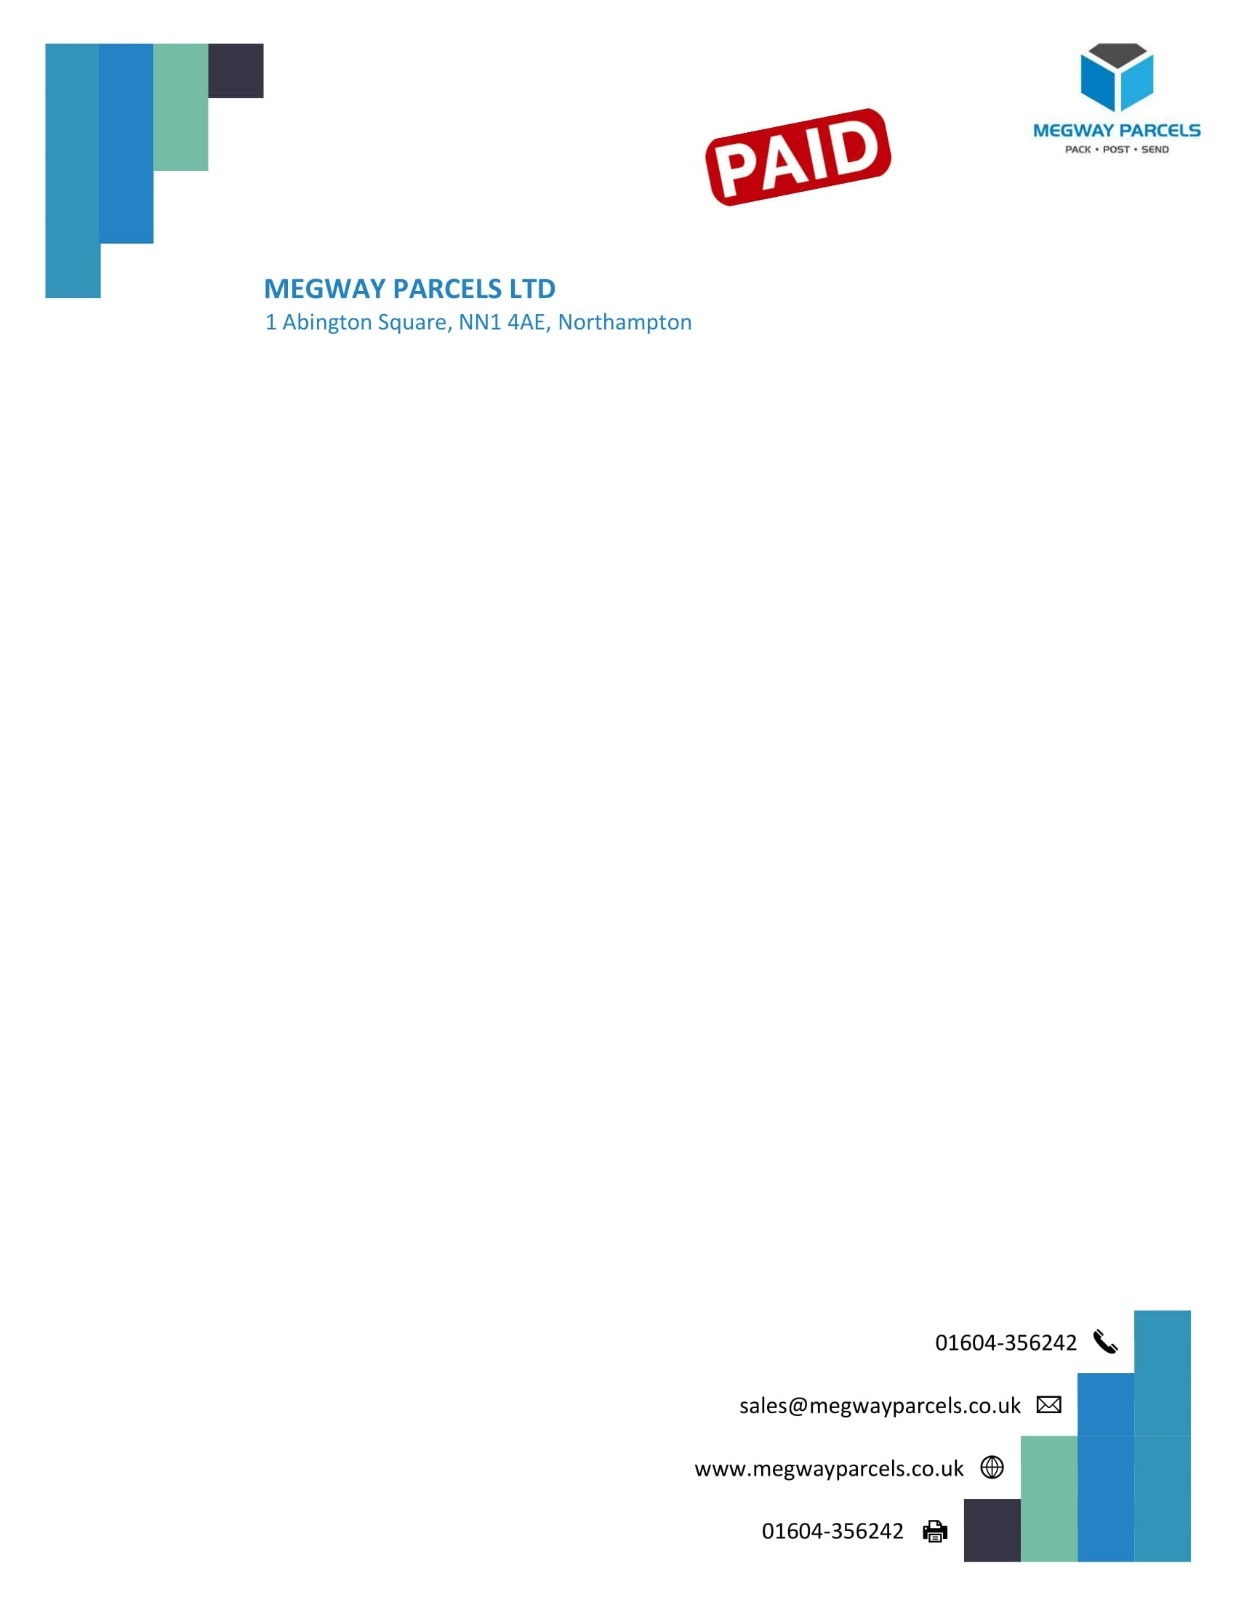 PAID
MEGWAY PARCELS
PACK • POST • SEND
MEGWAY PARCELS LTD
1 Abington Square, NN1 4AE, Northampton
01604-356242
sales@megwayparcels.co.uk
www.megwayparcels.co.uk
01604-356242